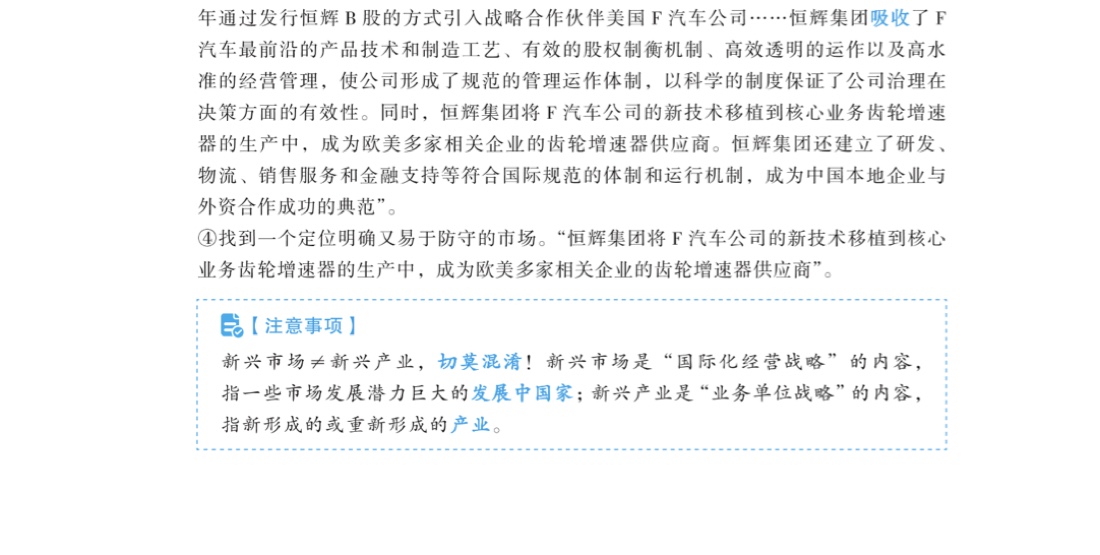 年通过发行恒辉 B 股的方式引入战略合作伙伴美国 F 汽车公司……恒辉集团吸收了 F
汽车最前沿的产品技术和制造工艺、有效的股权制衡机制、高效透明的运作以及高水
准的经营管理，使公司形成了规范的管理运作体制，以科学的制度保证了公司治理在
决策方面的有效性。同时，恒辉集团将 F 汽车公司的新技术移植到核心业务齿轮增速
器的生产中，成为欧美多家相关企业的齿轮增速器供应商。恒辉集团还建立了研发、
物流、销售服务和金融支持等符合国际规范的体制和运行机制，成为中国本地企业与
外资合作成功的典范”。
④找到一个定位明确又易于防守的市场。“恒辉集团将 F 汽车公司的新技术移植到核心
业务齿轮增速器的生产中，成为欧美多家相关企业的齿轮增速器供应商”。
【注意事项】
新兴市场≠新兴产业，切莫混淆！新兴市场是“国际化经营战略”的内容，
指一些市场发展潜力巨大的发展中国家；新兴产业是“业务单位战略”的内容，
指新形成的或重新形成的产业。